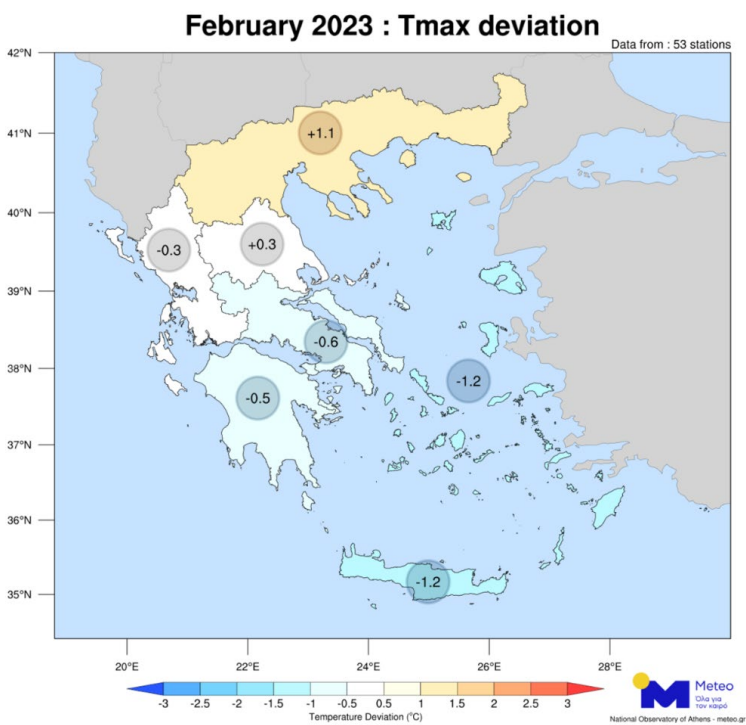 February 2023 : Tmax deviation
Data from : 53 stations
42°N
41°N
40°N
39°N
38°N
37°N
36°N
35°N
+1.1
-0.3
+0.3
-0.6
-1.2
-0.5
-1.2
20°E
22°E
24°E
26°E
28°E
-3
-2.5
-2
-1.5
-1
-0.5
0.5
1
1.5
2
2.5
3
Temperature Deviation (°C)
Meteo
Όλα για
τον καιρό
National Observatory of Athens - meteo.gr